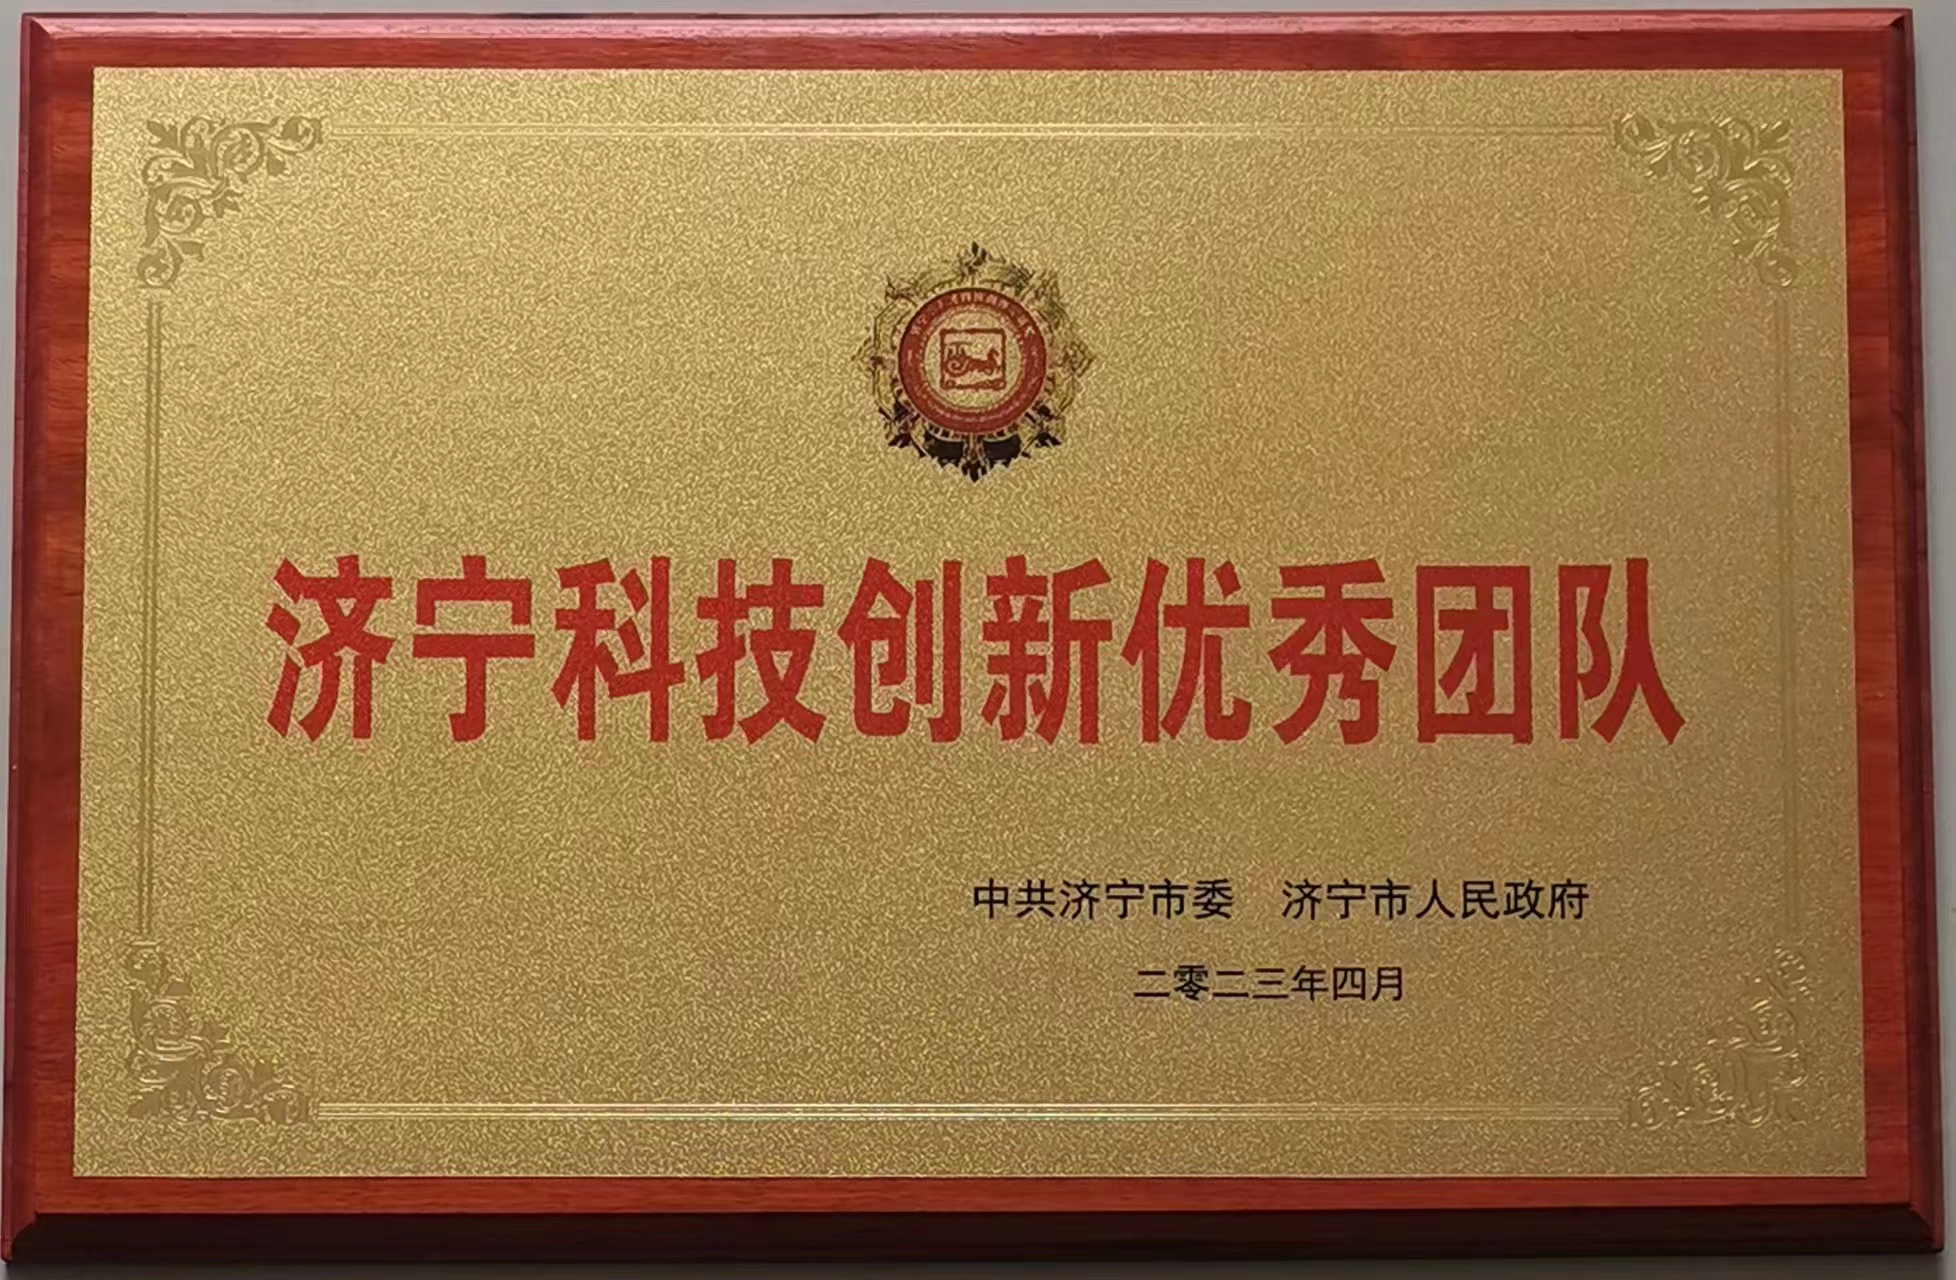 济宁科技创新优秀团队
中共济宁市委　济宁市人民政府
二零二三年四月